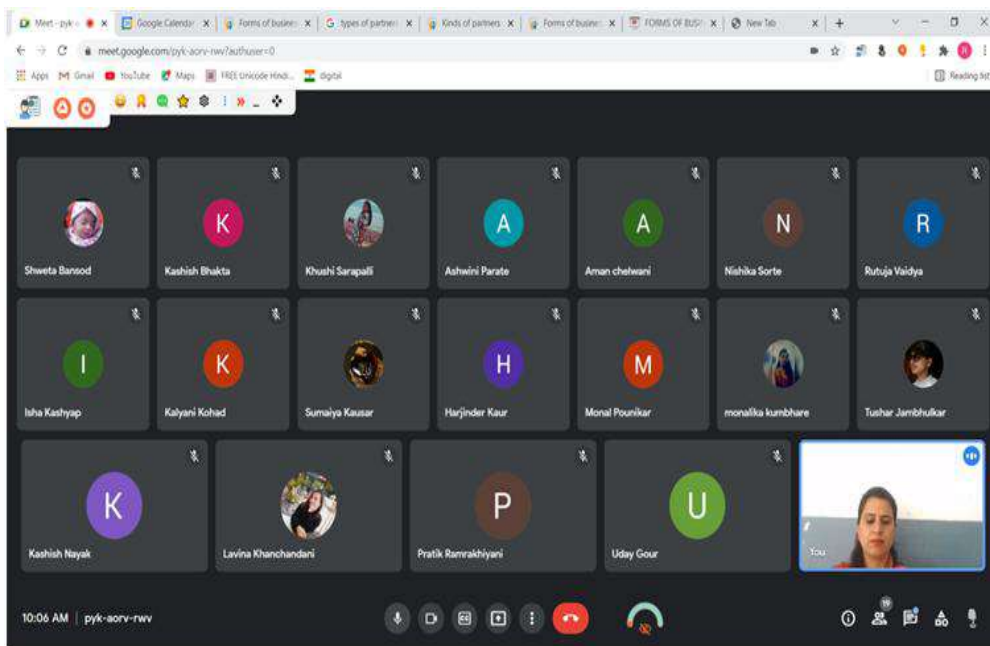 Meet - pyk-
Google Calendar
Forms of busines
types of partner
Kinds of partners
Forms of busine
FORMS OF BUSI
New Tab
meet.google.com/pyk-aorv-rwv?authuser=0
Apps Gmail YouTube Maps FREE Unicode Hindi... digital Reading list
Shweta Bansod
K
Kashish Bhakta
Khushi Sarapalli
A
Ashwini Parate
A
Aman chelwani
N
Nishika Sorte
R
Rutuja Vaidya
I
Isha Kashyap
K
Kalyani Kohad
Sumaiya Kausar
H
Harjinder Kaur
M
Monal Pounikar
monalika kumbhare
Tushar Jambhulkar
K
Kashish Nayak
Lavina Khanchandani
P
Pratik Ramrakhiyani
U
Uday Gour
You
10:06 AM | pyk-aorv-rwv
19